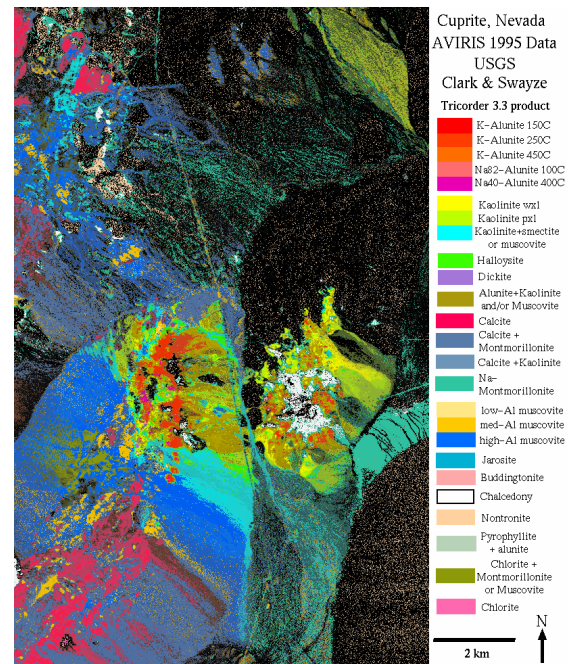 Cuprite, Nevada
AVIRIS 1995 Data
USGS
Clark & Swayze
Tricorder 3.3 product
K-Alunite 150C
K-Alunite 250C
K-Alunite 450C
Na82-Alunite 100C
Na40-Alunite 400C
Kaolinite wxl
Kaolinite pxl
Kaolinite+smectite
or muscovite
Halloysite
Dickite
Alunite+Kaolinite
and/or Muscovite
Calcite
Calcite +
Montmorillonite
Calcite +Kaolinite
Na-
Montmorillonite
low-Al muscovite
med-Al muscovite
high-Al muscovite
Jarosite
Buddingtonite
Chalcedony
Nontronite
Pyrophyllite
+ alunite
Chlorite +
Montmorillonite
or Muscovite
Chlorite
N
2 km